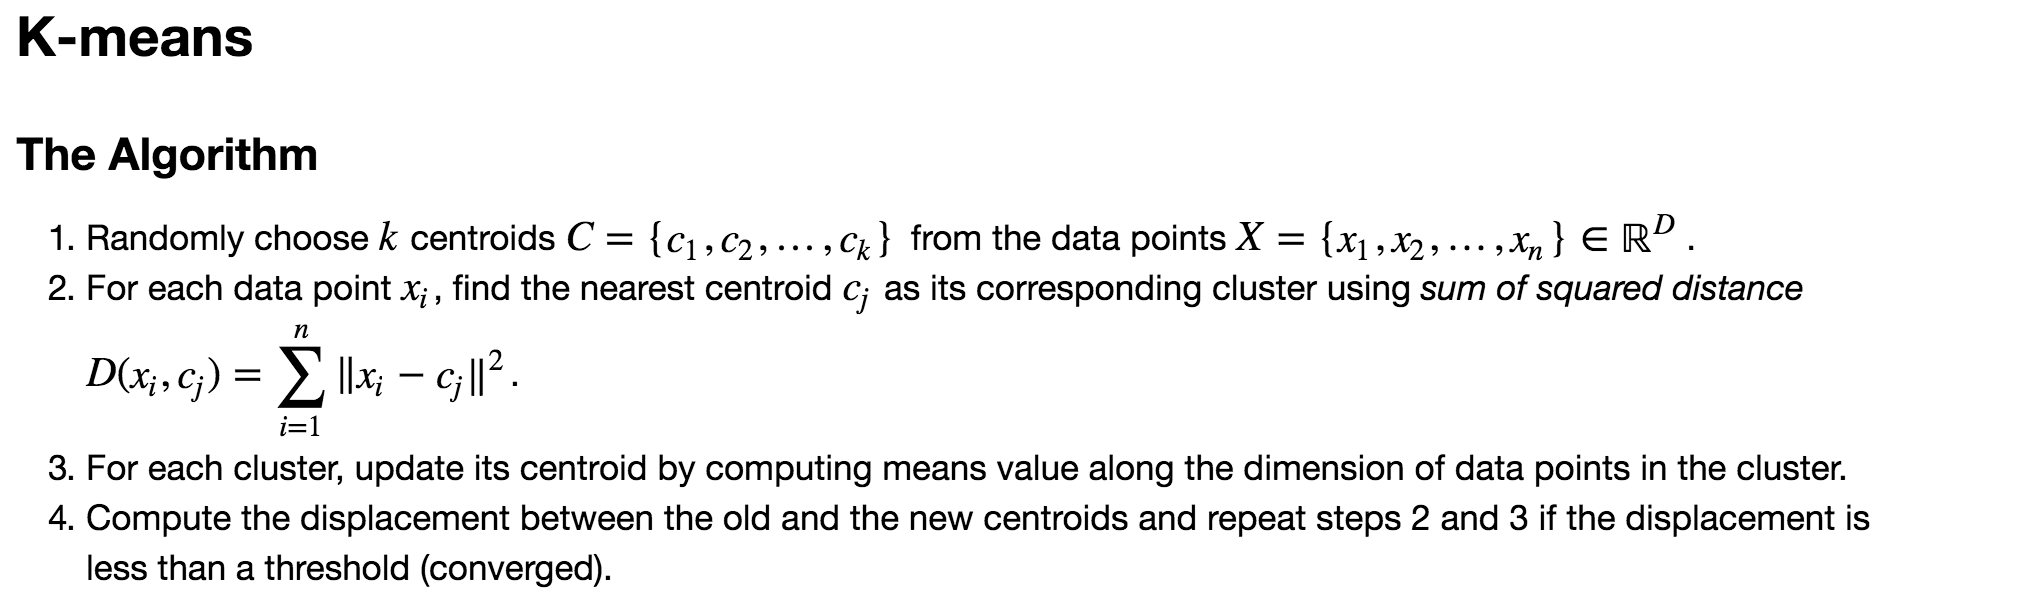 K-means
The Algorithm
1. Randomly choose k centroids C = {c₁, c₂, …, cₖ} from the data points X = {x₁, x₂, …, xₙ} ∈ ℝᴰ.
2. For each data point xᵢ, find the nearest centroid cⱼ as its corresponding cluster using sum of squared distance
D(xᵢ, cⱼ) = ∑ⁿᵢ₌₁ ‖xᵢ − cⱼ‖².
3. For each cluster, update its centroid by computing means value along the dimension of data points in the cluster.
4. Compute the displacement between the old and the new centroids and repeat steps 2 and 3 if the displacement is
less than a threshold (converged).